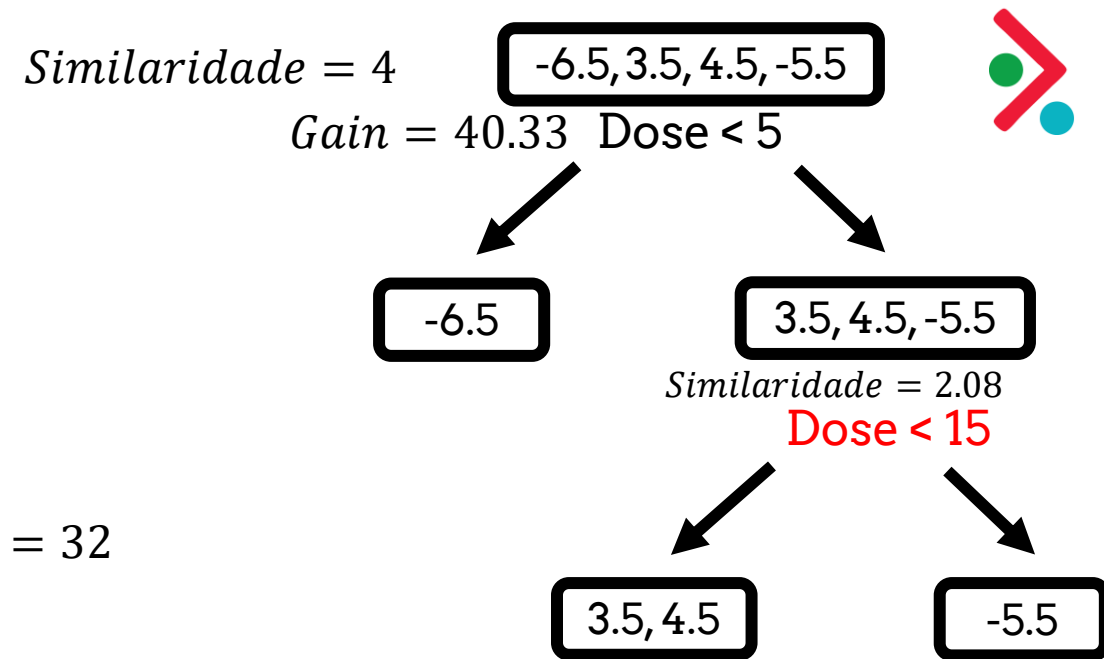 Similaridade = 4
-6.5, 3.5, 4.5, -5.5
Gain = 40.33
Dose < 5
-6.5
3.5, 4.5, -5.5
Similaridade = 2.08
Dose < 15
= 32
3.5, 4.5
-5.5